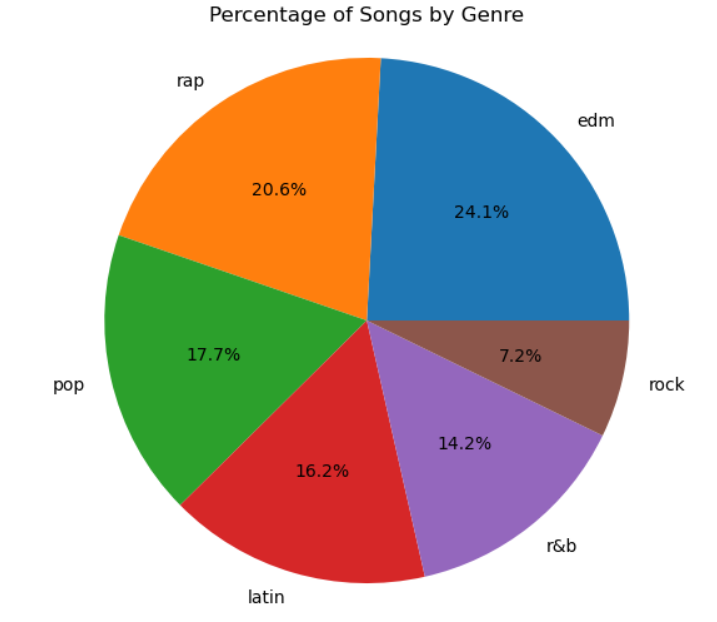 Percentage of Songs by Genre
rap
edm
20.6%
24.1%
17.7%
7.2%
pop
rock
14.2%
16.2%
r&b
latin